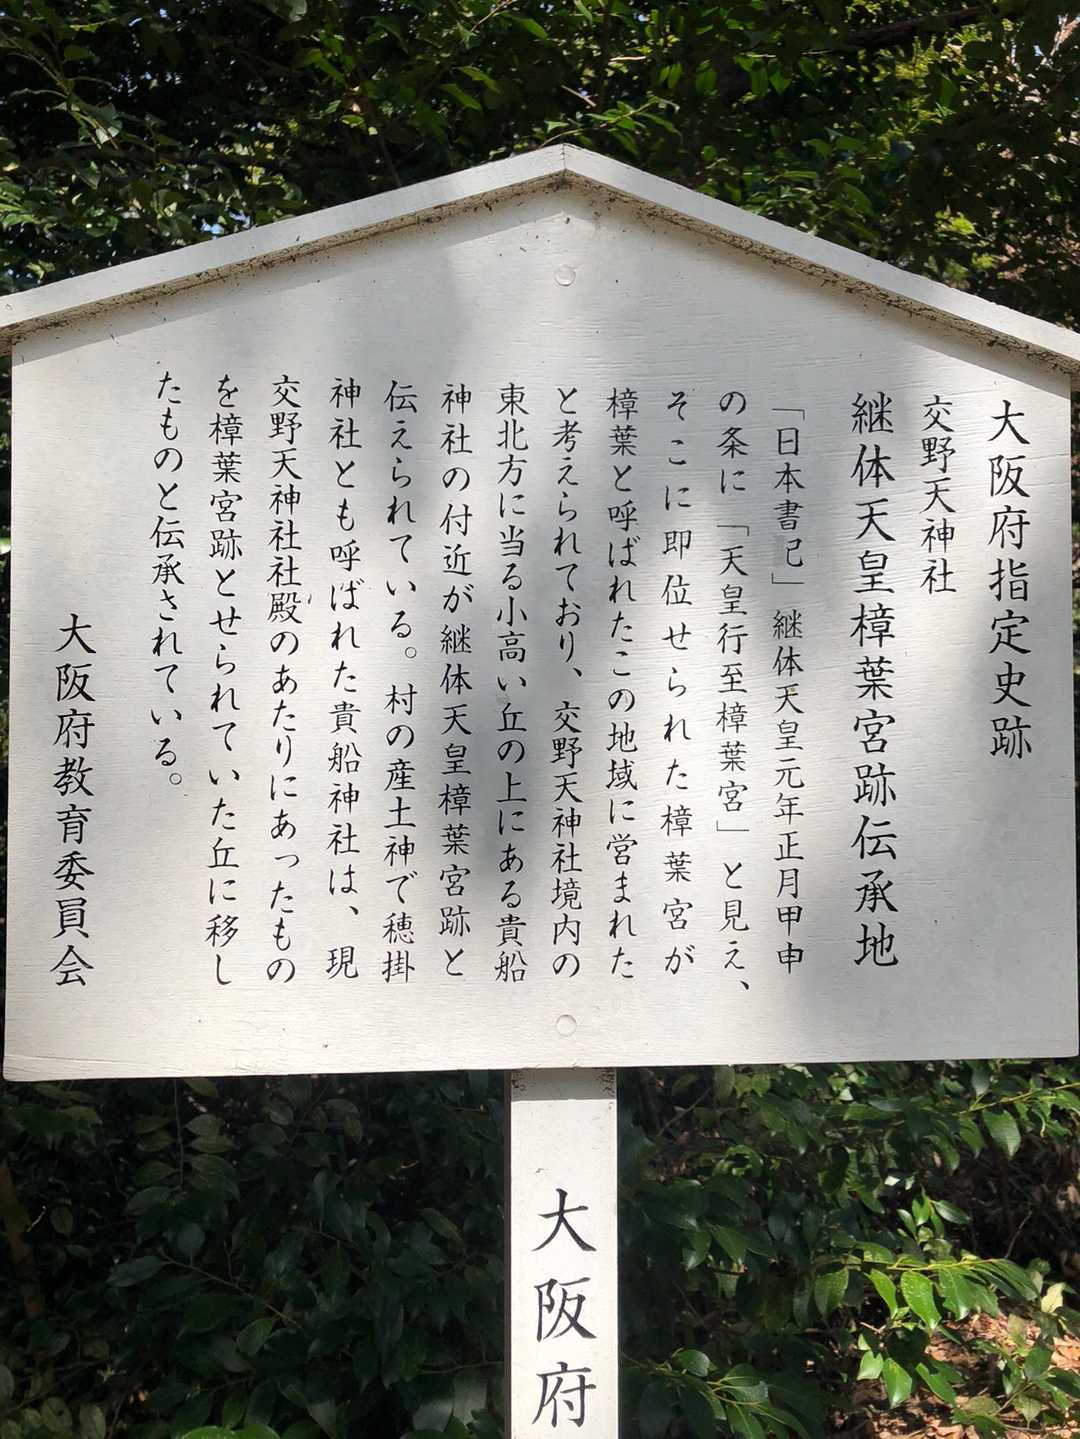 大阪府指定史跡
交野天神社
継体天皇樟葉宮跡伝承地
「日本書己」継体天皇元年正月甲申
の条に「天皇行至樟葉宮」と見え、
そこに即位せられた樟葉宮が
樟葉と呼ばれたこの地域に営まれた
と考えられており、交野天神社境内の
東北方に当る小高い丘の上にある貴船
神社の付近が継体天皇樟葉宮跡と
伝えられている。村の産土神で穂掛
神社とも呼ばれた貴船神社は、現
交野天神社社殿のあたりにあったもの
を樟葉宮跡とせられていた丘に移し
たものと伝承されている。
大阪府教育委員会
大阪府